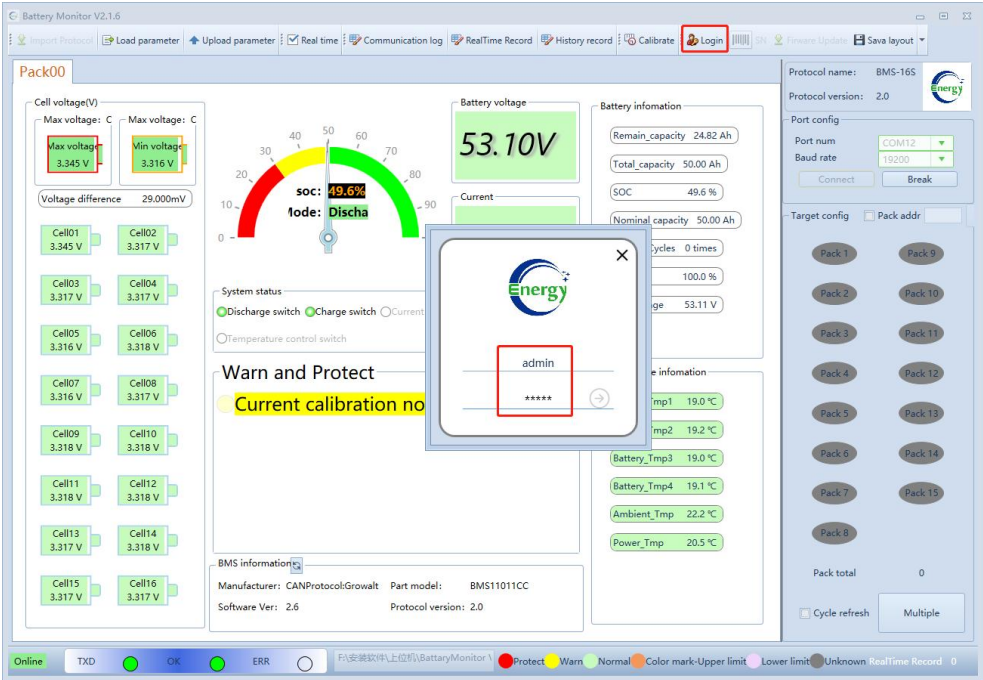 Battery Monitor V2.1.6
Import Protocol Load parameter Upload parameter Real time Communication log RealTime Record History record Calibrate Login SN Firware Update Sava layout
Pack00
Cell voltage(V)
Max voltage: C Max voltage: C
Max voltage Min voltage
3.345 V 3.316 V
Voltage difference 29.000mV
Cell01 Cell02
3.345 V 3.317 V
Cell03 Cell04
3.317 V 3.317 V
Cell05 Cell06
3.316 V 3.318 V
Cell07 Cell08
3.316 V 3.317 V
Cell09 Cell10
3.318 V 3.318 V
Cell11 Cell12
3.318 V 3.318 V
Cell13 Cell14
3.317 V 3.318 V
Cell15 Cell16
3.317 V 3.317 V
0 10 20 30 40 50 60 70 80 90
soc: 49.6%
Mode: Discha
Battery voltage
53.10V
Current
System status
Discharge switch Charge switch Current
Temperature control switch
Warn and Protect
Current calibration no
BMS information
Manufacturer: CANProtocol:Growalt Part model: BMS11011CC
Software Ver: 2.6 Protocol version: 2.0
Battery infomation
Remain_capacity 24.82 Ah
Total_capacity 50.00 Ah
SOC 49.6 %
Nominal capacity 50.00 Ah
Cycles 0 times
100.0 %
53.11 V
Energy
admin
*****
infomation
Tmp1 19.0 ℃
Tmp2 19.2 ℃
Battery_Tmp3 19.0 ℃
Battery_Tmp4 19.1 ℃
Ambient_Tmp 22.2 ℃
Power_Tmp 20.5 ℃
Protocol name: BMS-16S
Protocol version: 2.0
Energy
Port config
Port num COM12
Baud rate 19200
Connect Break
Target config Pack addr
Pack 1 Pack 9
Pack 2 Pack 10
Pack 3 Pack 11
Pack 4 Pack 12
Pack 5 Pack 13
Pack 6 Pack 14
Pack 7 Pack 15
Pack 8
Pack total 0
Cycle refresh Multiple
Online TXD OK ERR F:\安装软件\上位机\BattaryMonitor V Protect Warn Normal Color mark-Upper limit Lower limit Unknown RealTime Record 0